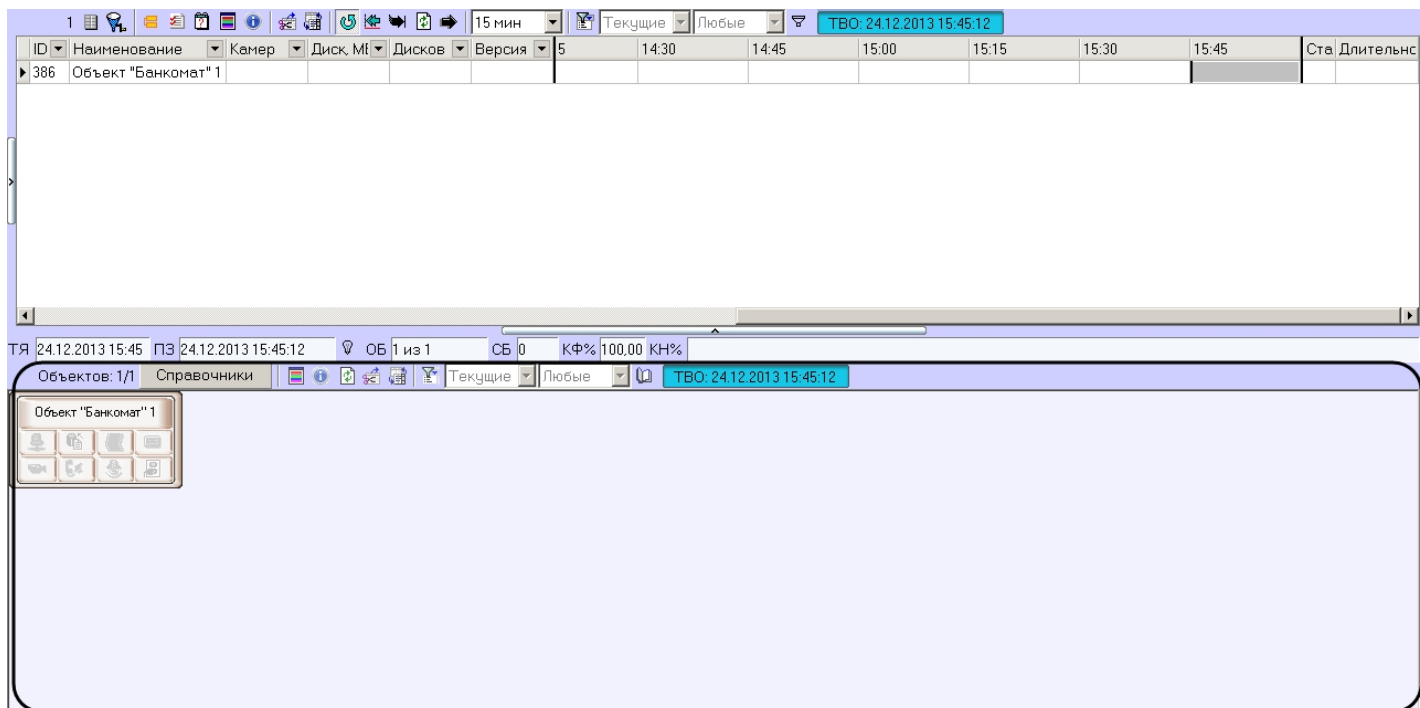 1 15 мин Текущие Любые ТВО: 24.12.2013 15:45:12
ID Наименование Камер Диск, МЕ Дисков Версия 5 14:30 14:45 15:00 15:15 15:30 15:45 Ста Длительнс
386 Объект "Банкомат" 1
ТЯ 24.12.2013 15:45 ПЗ 24.12.2013 15:45:12 ОБ 1 из 1 СБ 0 КФ% 100,00 КН%
Объектов: 1/1 Справочники Текущие Любые ТВО: 24.12.2013 15:45:12
Объект "Банкомат" 1